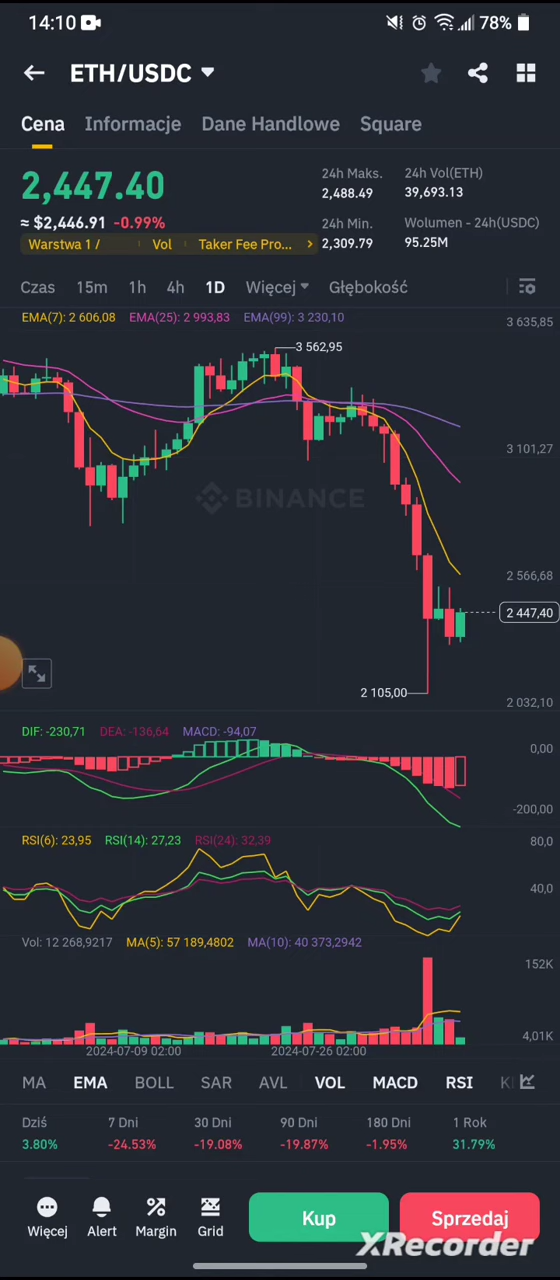 14:10 78%
ETH/USDC
Cena Informacje Dane Handlowe Square
2,447.40
≈ $2,446.91 -0.99%
Warstwa 1 / Vol Taker Fee Pro... >
24h Maks. 24h Vol(ETH)
2,488.49 39,693.13
24h Min. Wolumen - 24h(USDC)
2,309.79 95.25M
Czas 15m 1h 4h 1D Więcej Głębokość
EMA(7): 2 606,08 EMA(25): 2 993,83 EMA(99): 3 230,10
3 635,85
3 562,95
3 101,27
BINANCE
2 566,68
2 447,40
2 105,00
2 032,10
DIF: -230,71 DEA: -136,64 MACD: -94,07
0,00
-200,00
RSI(6): 23,95 RSI(14): 27,23 RSI(24): 32,39
80,0
40,0
Vol: 12 268,9217 MA(5): 57 189,4802 MA(10): 40 373,2942
152K
4,01K
2024-07-09 02:00 2024-07-26 02:00
MA EMA BOLL SAR AVL VOL MACD RSI
Dziś 7 Dni 30 Dni 90 Dni 180 Dni 1 Rok
3.80% -24.53% -19.08% -19.87% -1.95% 31.79%
Więcej Alert Margin Grid
Kup Sprzedaj
XRecorder